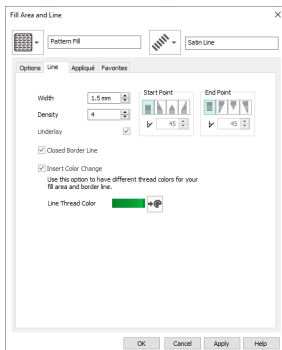 Fill Area and Line
Pattern Fill
Satin Line
Options Line Appliqué Favorites
Width 1.5 mm
Density 4
Underlay
Start Point
45
End Point
45
Closed Border Line
Insert Color Change
Use this option to have different thread colors for your
fill area and border line.
Line Thread Color
OK Cancel Apply Help